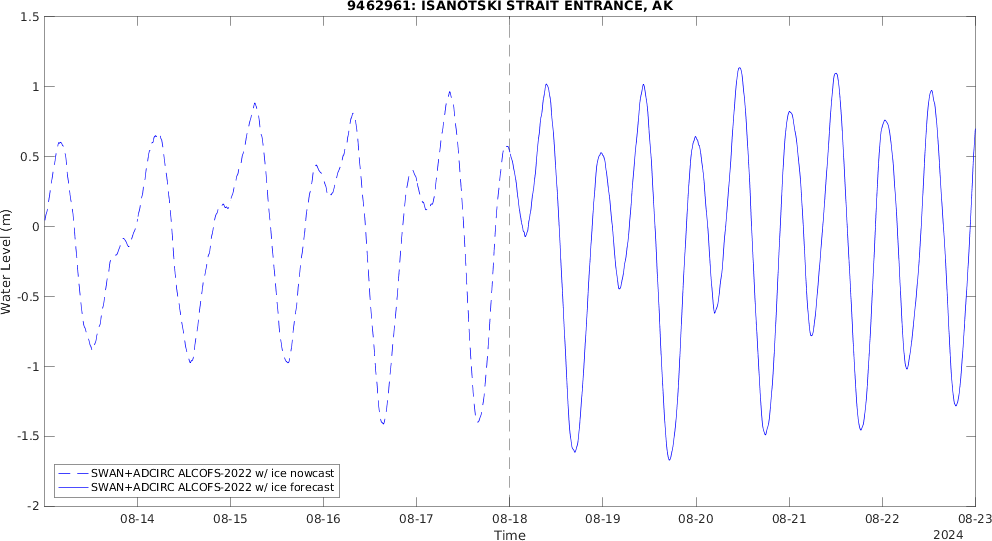 9462961: ISANOTSKI STRAIT ENTRANCE, AK
1.5
1
0.5
0
-0.5
-1
-1.5
-2
Water Level (m)
SWAN+ADCIRC ALCOFS-2022 w/ ice nowcast
SWAN+ADCIRC ALCOFS-2022 w/ ice forecast
08-14 08-15 08-16 08-17 08-18 08-19 08-20 08-21 08-22 08-23
Time
2024